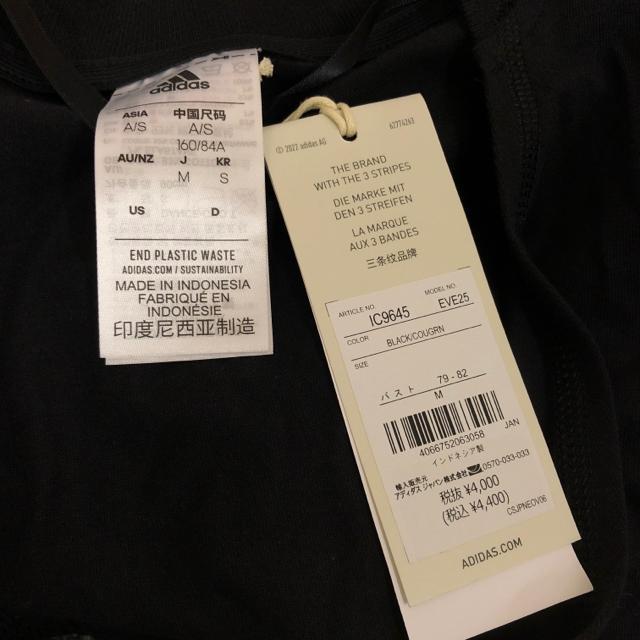 adidas
ASIA 中国尺码
A/S A/S
160/84A
AU/NZ J KR
M S
US D
END PLASTIC WASTE
ADIDAS.COM / SUSTAINABILITY
MADE IN INDONESIA
FABRIQUÉ EN
INDONÉSIE
印度尼西亚制造
62774263
© 2022 adidas AG
THE BRAND
WITH THE 3 STRIPES
DIE MARKE MIT
DEN 3 STREIFEN
LA MARQUE
AUX 3 BANDES
三条纹品牌
ARTICLE NO. IC9645 MODEL NO. EVE25
COLOR BLACK/COUGRN
SIZE
バスト 79-82
M
4066752063058 JAN
インドネシア製
輸入販売元
アディダス ジャパン株式会社 0570-033-033
税抜 ¥4,000
(税込 ¥4,400)
CSJPNEOV06
ADIDAS.COM